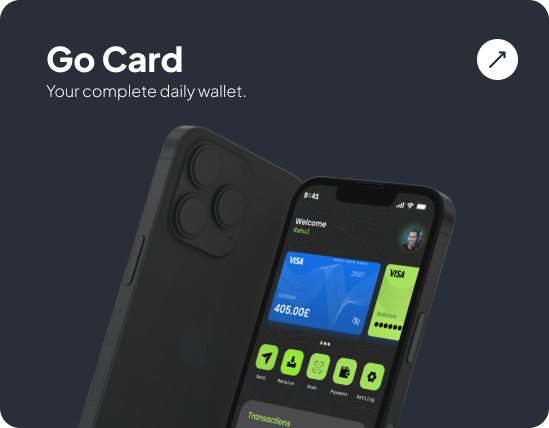 Go Card
Your complete daily wallet.
9:41
Welcome
Rahul
VISA
3567
balance
405.00£
VISA
Balance
Send
Receive
Scan
Payment
Setting
Transactions